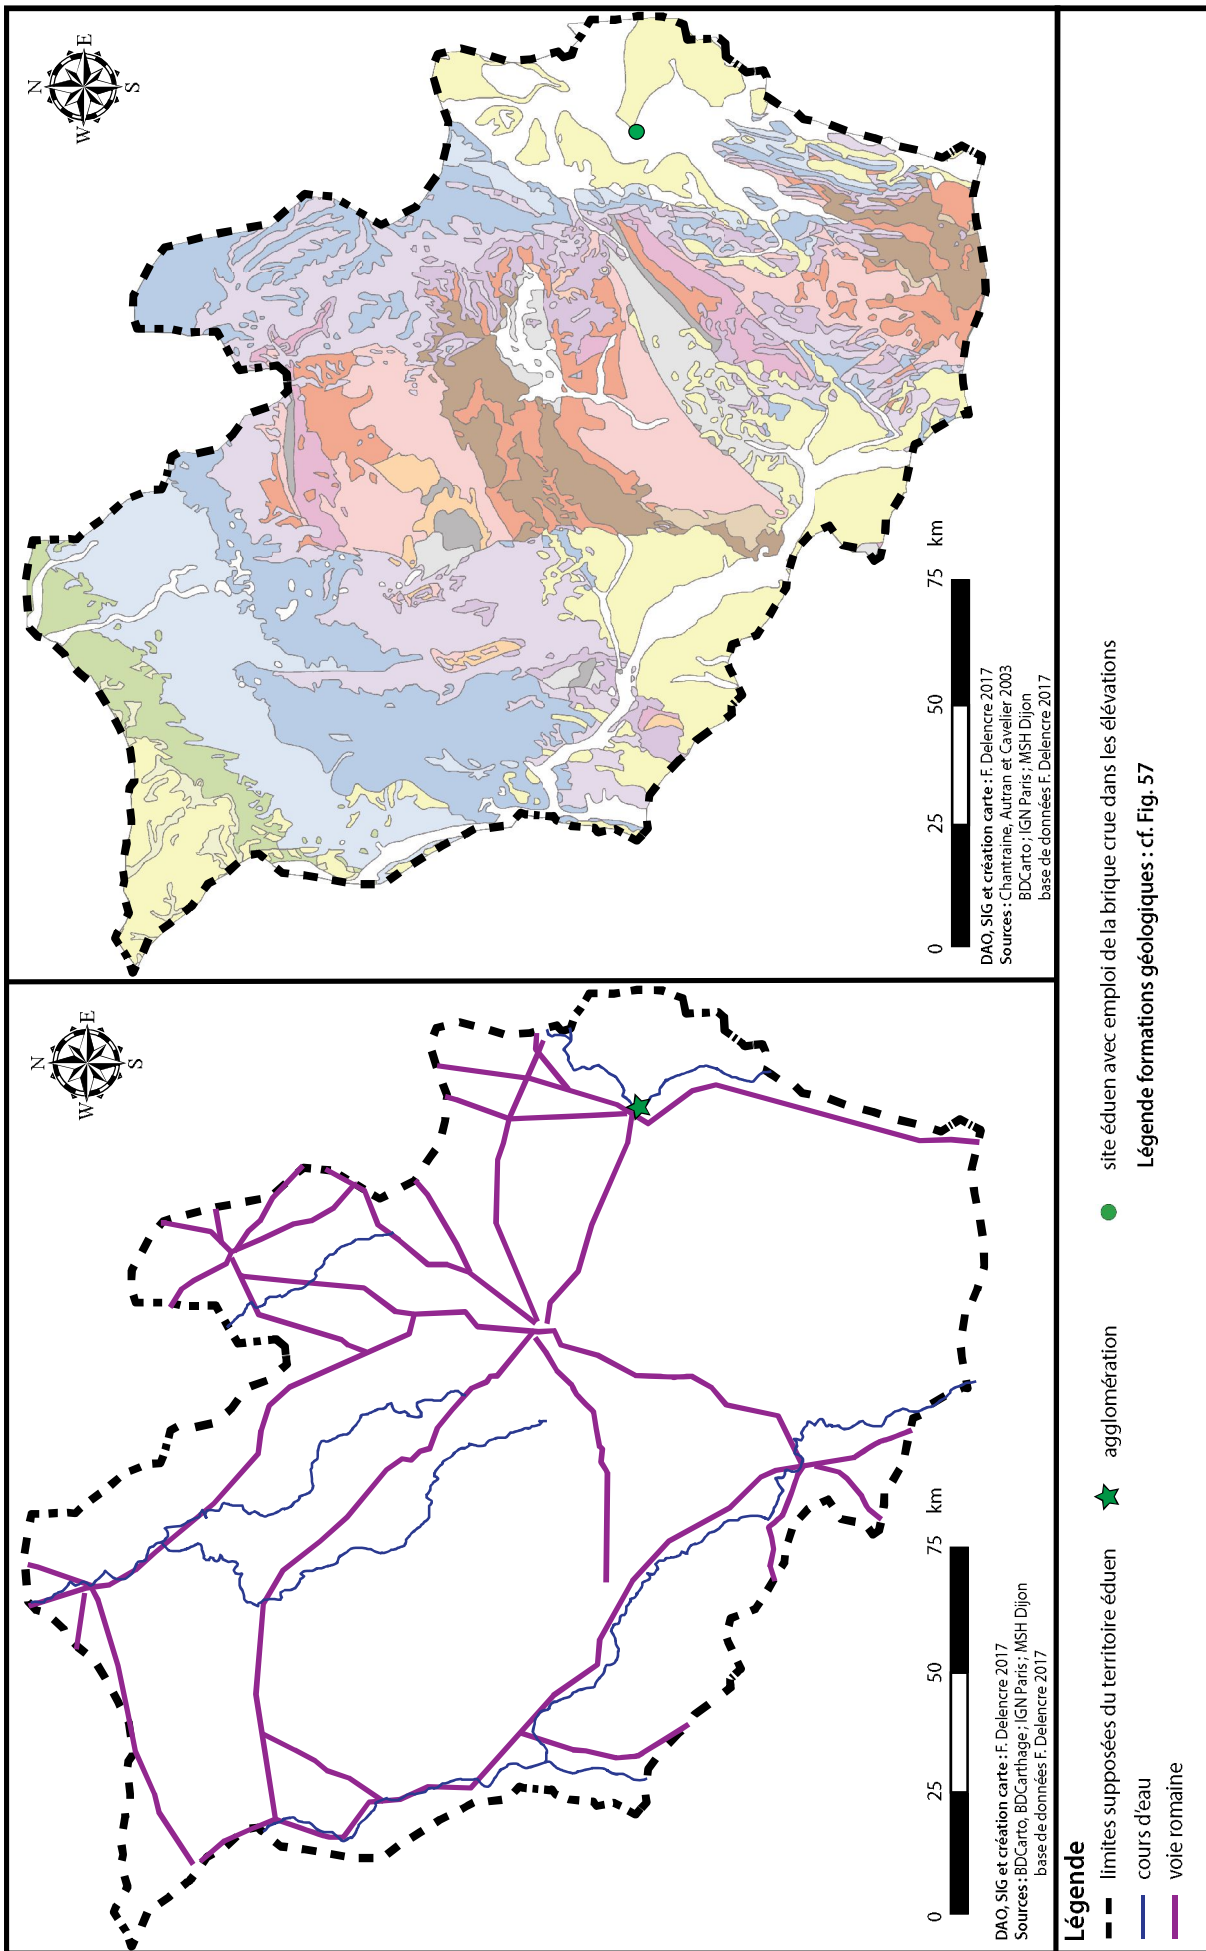 N
E
S
W
0
25
50
75
km
DAO, SIG et création carte : F. Delencre 2017
Sources : BDCarto, BDCarthage ; IGN Paris ; MSH Dijon
base de données F. Delencre 2017
N
E
S
W
0
25
50
75
km
DAO, SIG et création carte : F. Delencre 2017
Sources : Chantraine, Autran et Cavelier 2003
BDCarto ; IGN Paris ; MSH Dijon
base de données F. Delencre 2017
Légende
limites supposées du territoire éduen
cours d'eau
voie romaine
agglomération
site éduen avec emploi de la brique crue dans les élévations
Légende formations géologiques : cf. Fig. 57